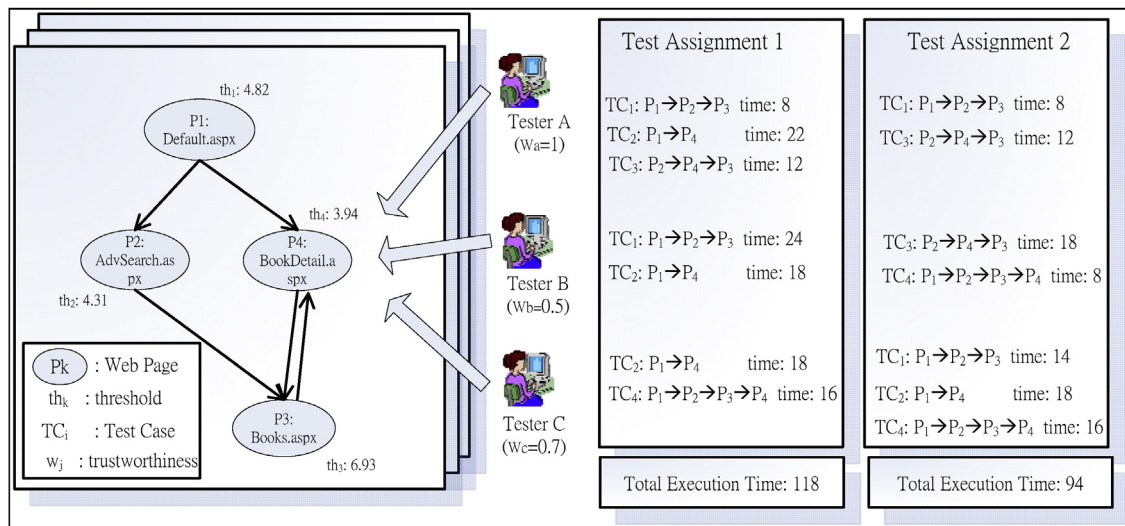 th₁: 4.82
P1:
Default.aspx
th₄: 3.94
P2:
AdvSearch.as
px
P4:
BookDetail.a
spx
th₂: 4.31
P3:
Books.aspx
th₃: 6.93
Pk : Web Page
thₖ : threshold
TCᵢ : Test Case
wⱼ : trustworthiness
Tester A
(Wa=1)
Tester B
(Wb=0.5)
Tester C
(Wc=0.7)
Test Assignment 1
TC₁: P₁→P₂→P₃ time: 8
TC₂: P₁→P₄ time: 22
TC₃: P₂→P₄→P₃ time: 12
TC₁: P₁→P₂→P₃ time: 24
TC₂: P₁→P₄ time: 18
TC₂: P₁→P₄ time: 18
TC₄: P₁→P₂→P₃→P₄ time: 16
Total Execution Time: 118
Test Assignment 2
TC₁: P₁→P₂→P₃ time: 8
TC₃: P₂→P₄→P₃ time: 12
TC₃: P₂→P₄→P₃ time: 18
TC₄: P₁→P₂→P₃→P₄ time: 8
TC₁: P₁→P₂→P₃ time: 14
TC₂: P₁→P₄ time: 18
TC₄: P₁→P₂→P₃→P₄ time: 16
Total Execution Time: 94